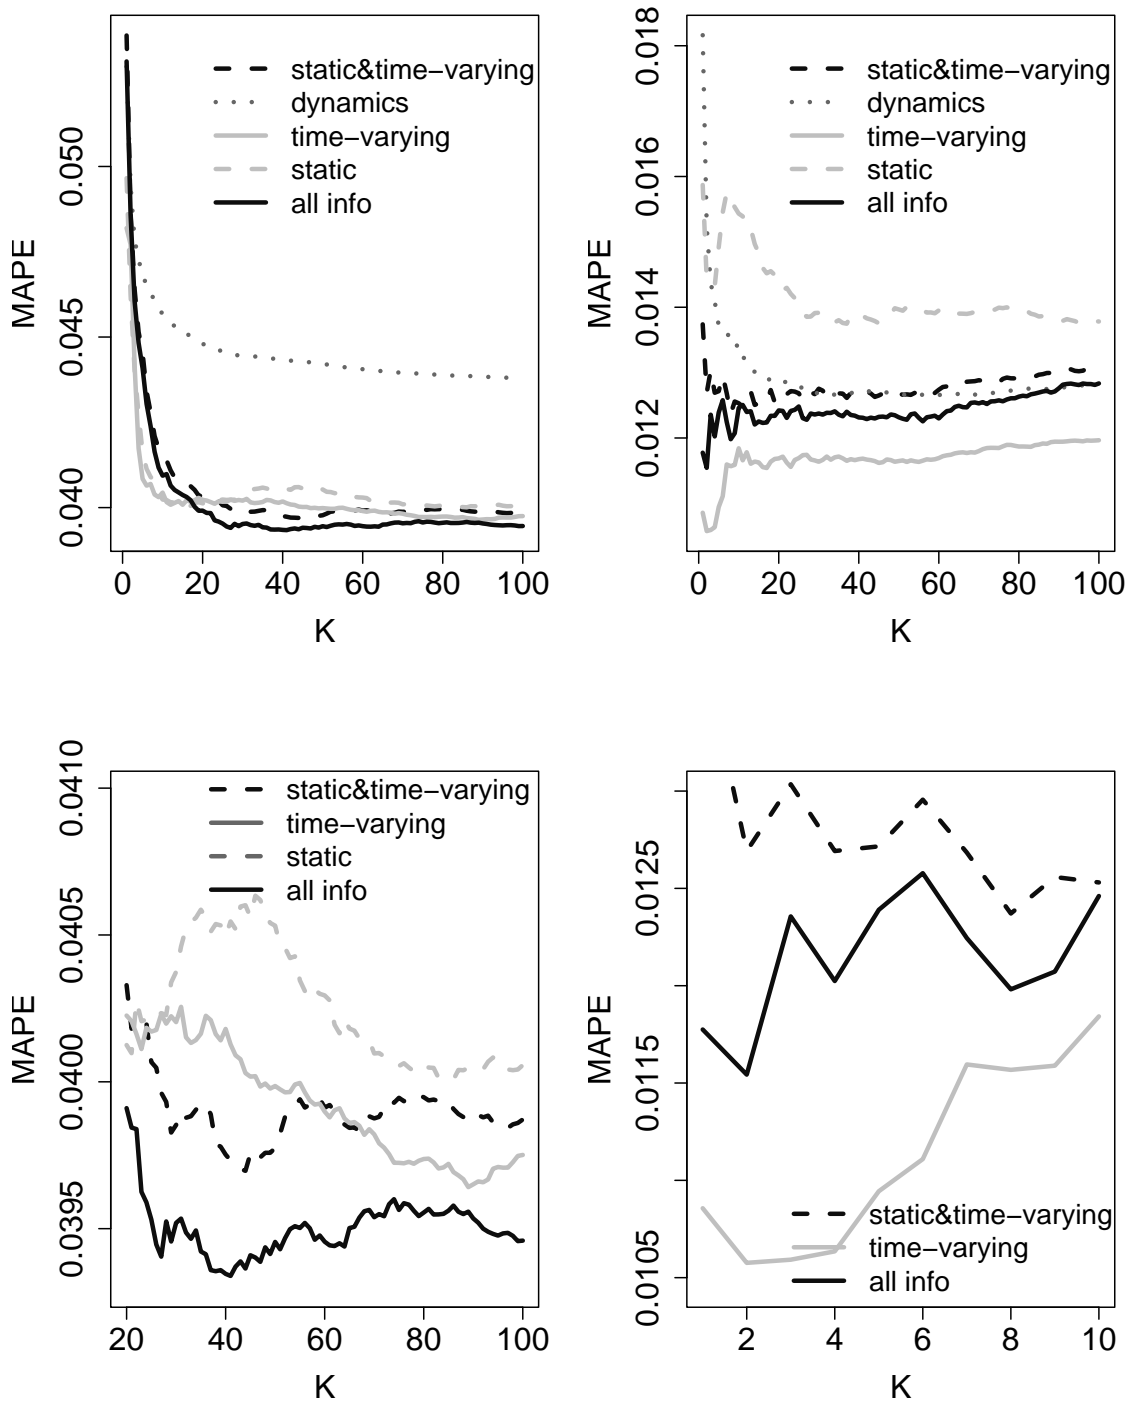 static&time−varying
dynamics
time−varying
static
all info
MAPE
0.050
0.045
0.040
0 20 40 60 80 100
K
static&time−varying
dynamics
time−varying
static
all info
MAPE
0.018
0.016
0.014
0.012
0 20 40 60 80 100
K
static&time−varying
time−varying
static
all info
MAPE
0.0410
0.0405
0.0400
0.0395
20 40 60 80 100
K
MAPE
0.0125
0.0115
0.0105
static&time−varying
time−varying
all info
2 4 6 8 10
K